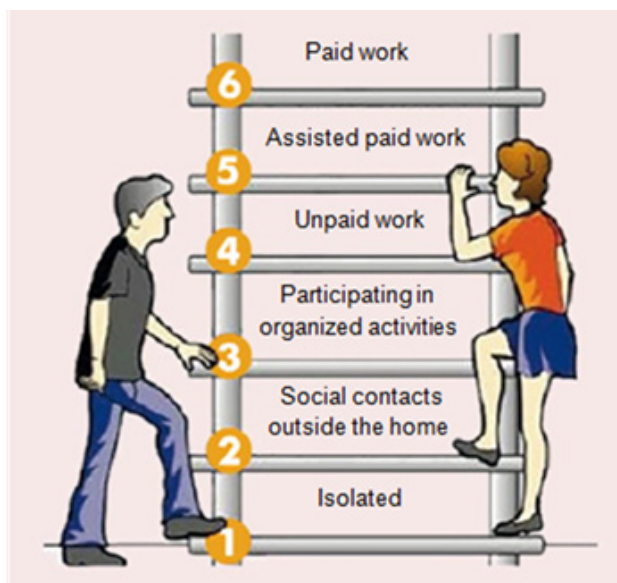 Paid work
6
Assisted paid work
5
Unpaid work
4
Participating in
organized activities
3
Social contacts
outside the home
2
Isolated
1